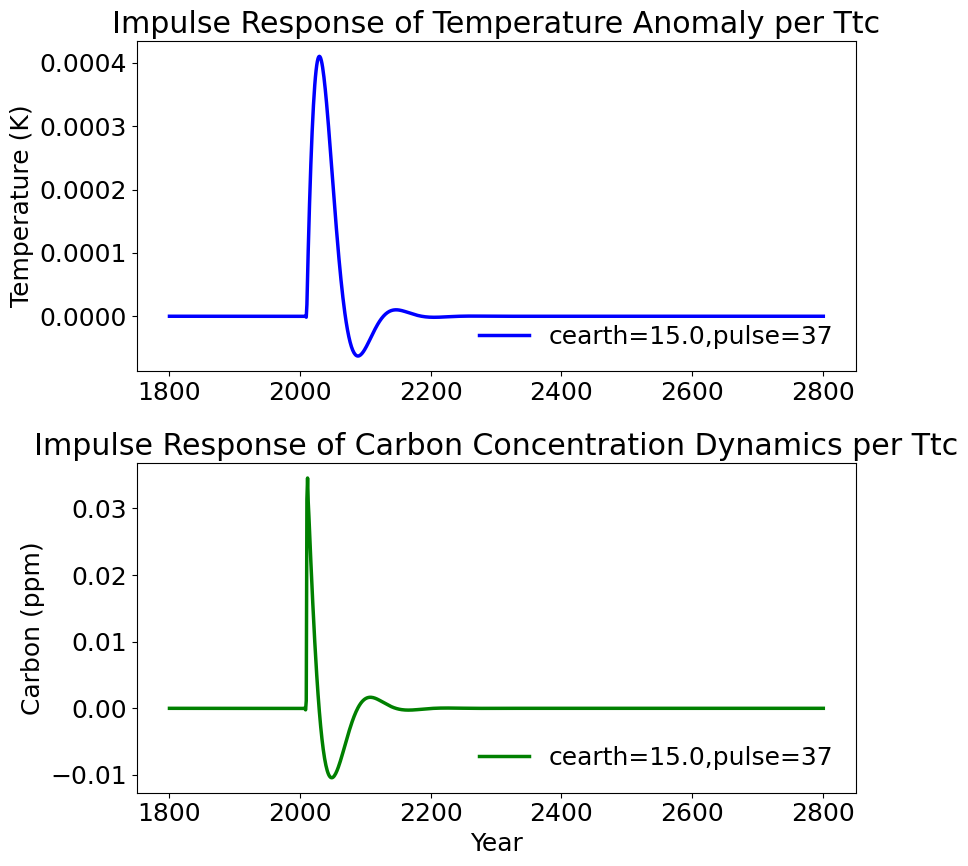 Impulse Response of Temperature Anomaly per Ttc
Temperature (K)
0.0004
0.0003
0.0002
0.0001
0.0000
cearth=15.0,pulse=37
1800 2000 2200 2400 2600 2800
Impulse Response of Carbon Concentration Dynamics per Ttc
Carbon (ppm)
0.03
0.02
0.01
0.00
−0.01
cearth=15.0,pulse=37
1800 2000 2200 2400 2600 2800
Year